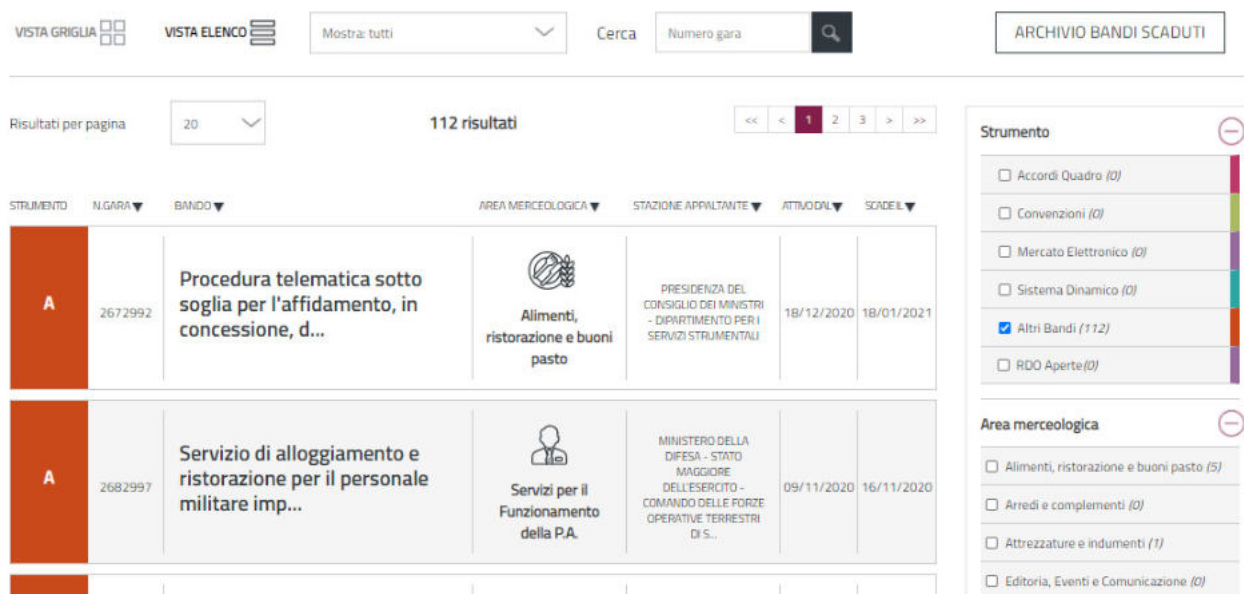 VISTA GRIGLIA
VISTA ELENCO
Mostra: tutti
Cerca
Numero gara
ARCHIVIO BANDI SCADUTI
Risultati per pagina
20
112 risultati
<< < 1 2 3 > >>
STRUMENTO N.GARA▼ BANDO▼ AREA MERCEOLOGICA▼ STAZIONE APPALTANTE▼ ATTIVO DAL▼ SCADE IL▼
A
2672992
Procedura telematica sotto
soglia per l'affidamento, in
concessione, d...
Alimenti,
ristorazione e buoni
pasto
PRESIDENZA DEL
CONSIGLIO DEI MINISTRI
- DIPARTIMENTO PER I
SERVIZI STRUMENTALI
18/12/2020
18/01/2021
A
2682997
Servizio di alloggiamento e
ristorazione per il personale
militare imp...
Servizi per il
Funzionamento
della P.A.
MINISTERO DELLA
DIFESA - STATO
MAGGIORE
DELL'ESERCITO -
COMANDO DELLE FORZE
OPERATIVE TERRESTRI
DI S...
09/11/2020
16/11/2020
Strumento
Accordi Quadro (0)
Convenzioni (0)
Mercato Elettronico (0)
Sistema Dinamico (0)
Altri Bandi (112)
RDO Aperte(0)
Area merceologica
Alimenti, ristorazione e buoni pasto (5)
Arredi e complementi (0)
Attrezzature e indumenti (1)
Editoria, Eventi e Comunicazione (0)